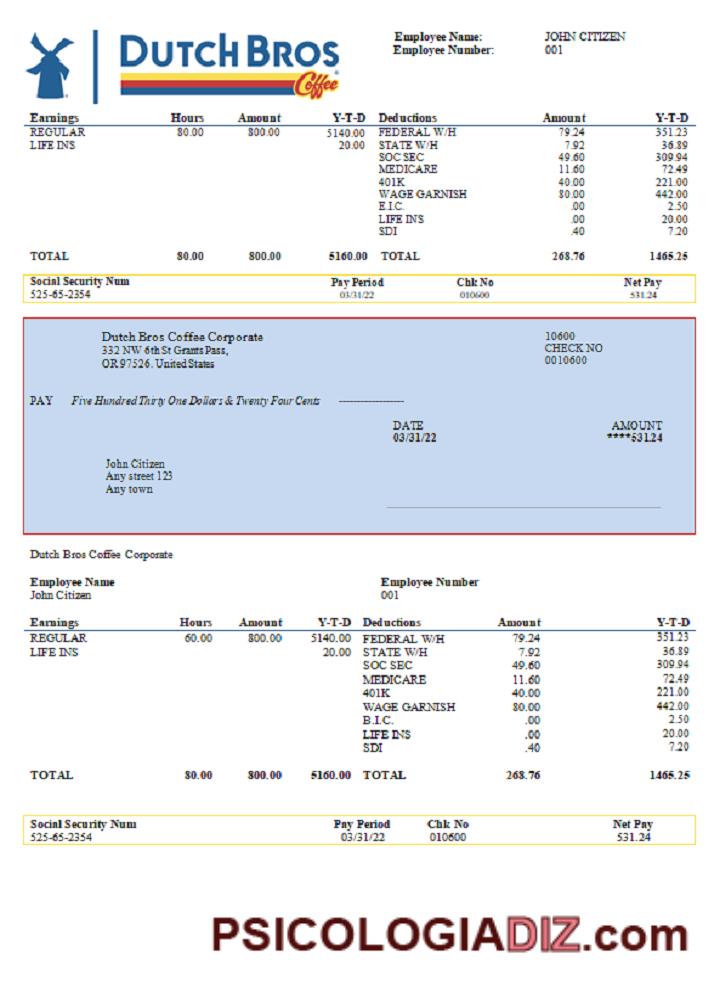 DUTCH BROS
Coffee
Employee Name: JOHN CITIZEN
Employee Number: 001
Earnings Hours Amount Y-T-D Deductions Amount Y-T-D
REGULAR 80.00 800.00 5140.00 FEDERAL W/H 79.24 351.23
LIFE INS 20.00 STATE W/H 7.92 36.89
SOC SEC 49.60 309.94
MEDICARE 11.60 72.49
401K 40.00 221.00
WAGE GARNISH 80.00 442.00
E.I.C. .00 2.50
LIFE INS .00 20.00
SDI .40 7.20
TOTAL 80.00 800.00 5160.00 TOTAL 268.76 1465.25
Social Security Num Pay Period Chk No Net Pay
525-65-2354 03/31/22 010600 531.24
Dutch Bros Coffee Corporate 10600
332 NW 6th St Grants Pass, CHECK NO
OR 97526. United States 0010600
PAY Five Hundred Thirty One Dollars & Twenty Four Cents ------------------
DATE AMOUNT
03/31/22 ****531.24
John Citizen
Any street 123
Any town
Dutch Bros Coffee Corporate
Employee Name Employee Number
John Citizen 001
Earnings Hours Amount Y-T-D Deductions Amount Y-T-D
REGULAR 60.00 800.00 5140.00 FEDERAL W/H 79.24 351.23
LIFE INS 20.00 STATE W/H 7.92 36.89
SOC SEC 49.60 309.94
MEDICARE 11.60 72.49
401K 40.00 221.00
WAGE GARNISH 80.00 442.00
B.I.C. .00 2.50
LIFE INS .00 20.00
SDI .40 7.20
TOTAL 80.00 800.00 5160.00 TOTAL 268.76 1465.25
Social Security Num Pay Period Chk No Net Pay
525-65-2354 03/31/22 010600 531.24
PSICOLOGIADIZ.com